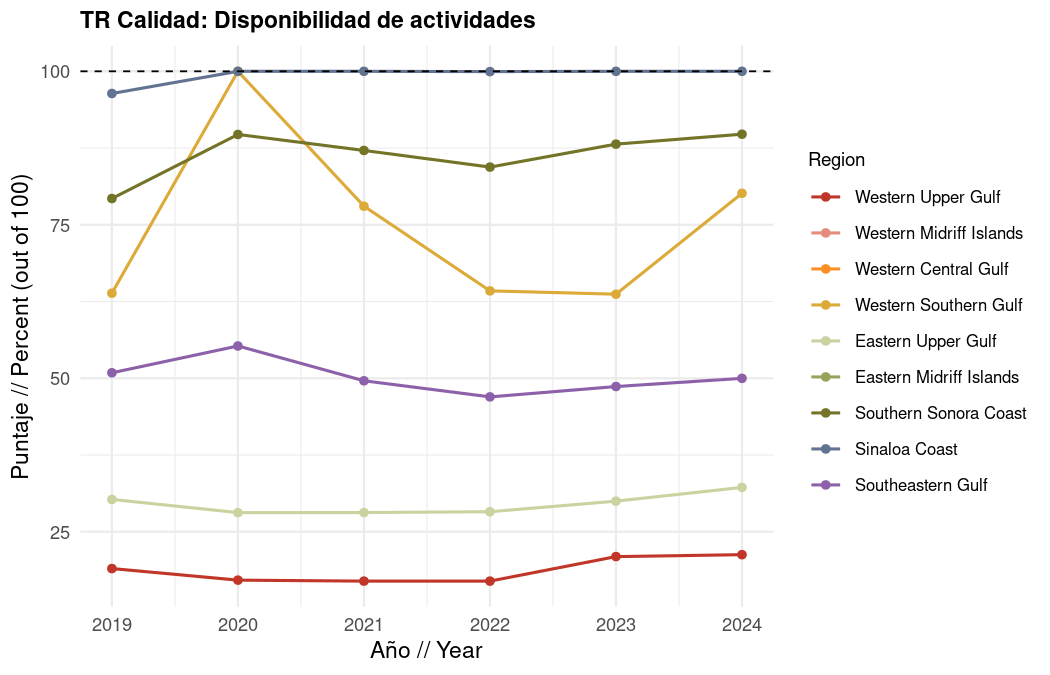 TR Calidad: Disponibilidad de actividades
Puntaje // Percent (out of 100)
100
75
50
25
2019 2020 2021 2022 2023 2024
Año // Year
Region
Western Upper Gulf
Western Midriff Islands
Western Central Gulf
Western Southern Gulf
Eastern Upper Gulf
Eastern Midriff Islands
Southern Sonora Coast
Sinaloa Coast
Southeastern Gulf